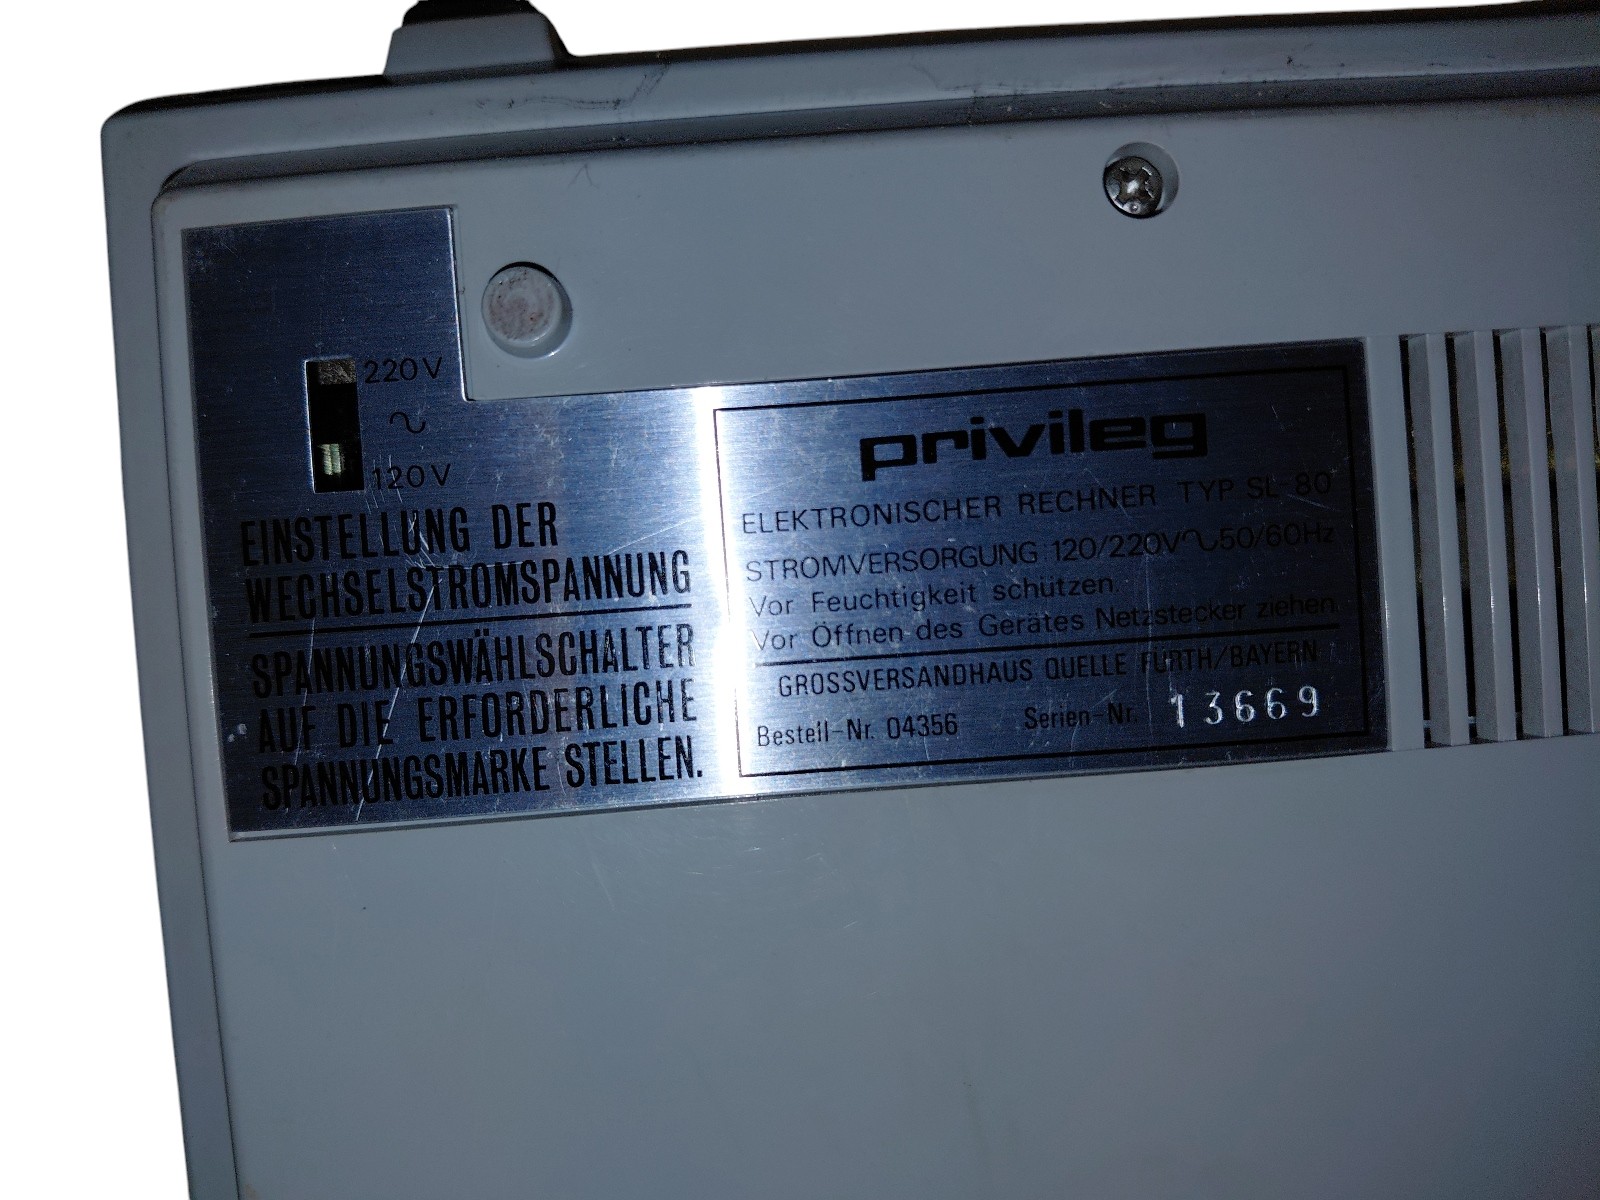 220V
∿
120V
EINSTELLUNG DER
WECHSELSTROMSPANNUNG
SPANNUNGSWÄHLSCHALTER
AUF DIE ERFORDERLICHE
SPANNUNGSMARKE STELLEN.
privileg
ELEKTRONISCHER RECHNER TYP SL-80
STROMVERSORGUNG:120/220V∿50/60Hz
Vor Feuchtigkeit schützen.
Vor Öffnen des Gerätes Netzstecker ziehen.
GROSSVERSANDHAUS QUELLE FÜRTH/BAYERN
Bestell-Nr. 04356 Serien-Nr. 13669